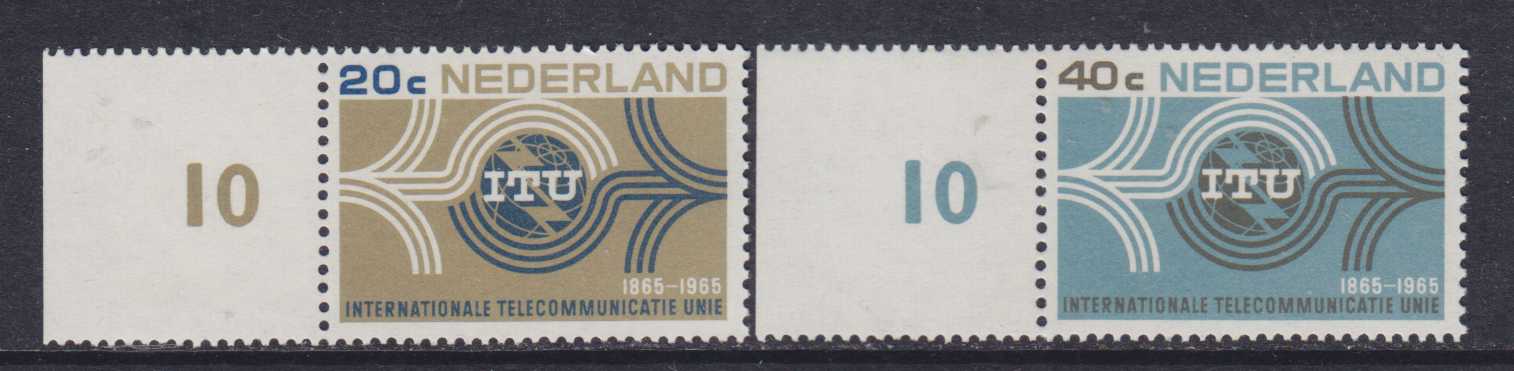 10
20c NEDERLAND
ITU
1865-1965
INTERNATIONALE TELECOMMUNICATIE UNIE
10
40c NEDERLAND
ITU
1865-1965
INTERNATIONALE TELECOMMUNICATIE UNIE